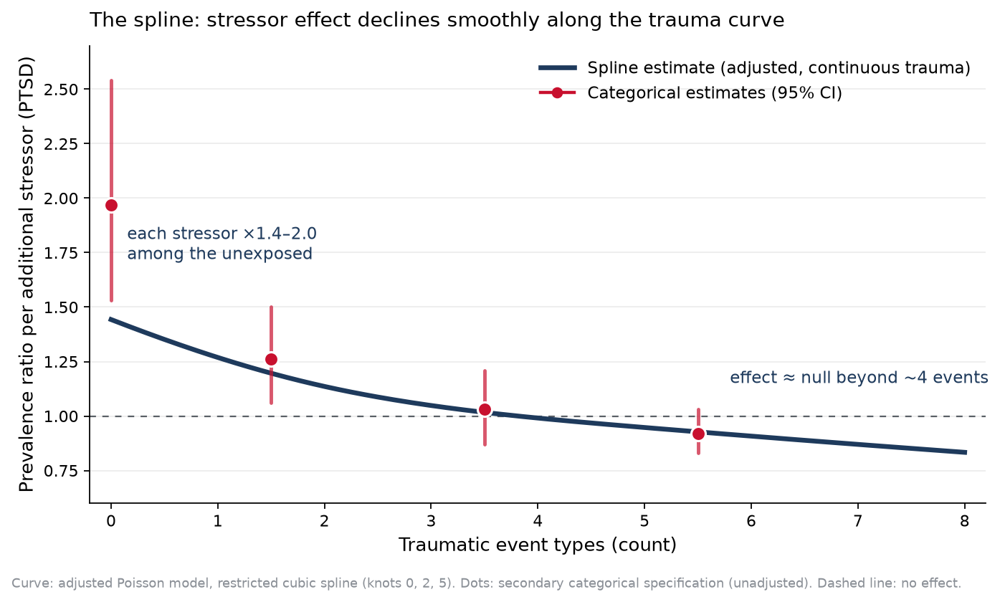 The spline: stressor effect declines smoothly along the trauma curve
Prevalence ratio per additional stressor (PTSD)
2.50
2.25
2.00
1.75
1.50
1.25
1.00
0.75
Spline estimate (adjusted, continuous trauma)
Categorical estimates (95% CI)
each stressor ×1.4–2.0
among the unexposed
effect ≈ null beyond ~4 events
0 1 2 3 4 5 6 7 8
Traumatic event types (count)
Curve: adjusted Poisson model, restricted cubic spline (knots 0, 2, 5). Dots: secondary categorical specification (unadjusted). Dashed line: no effect.